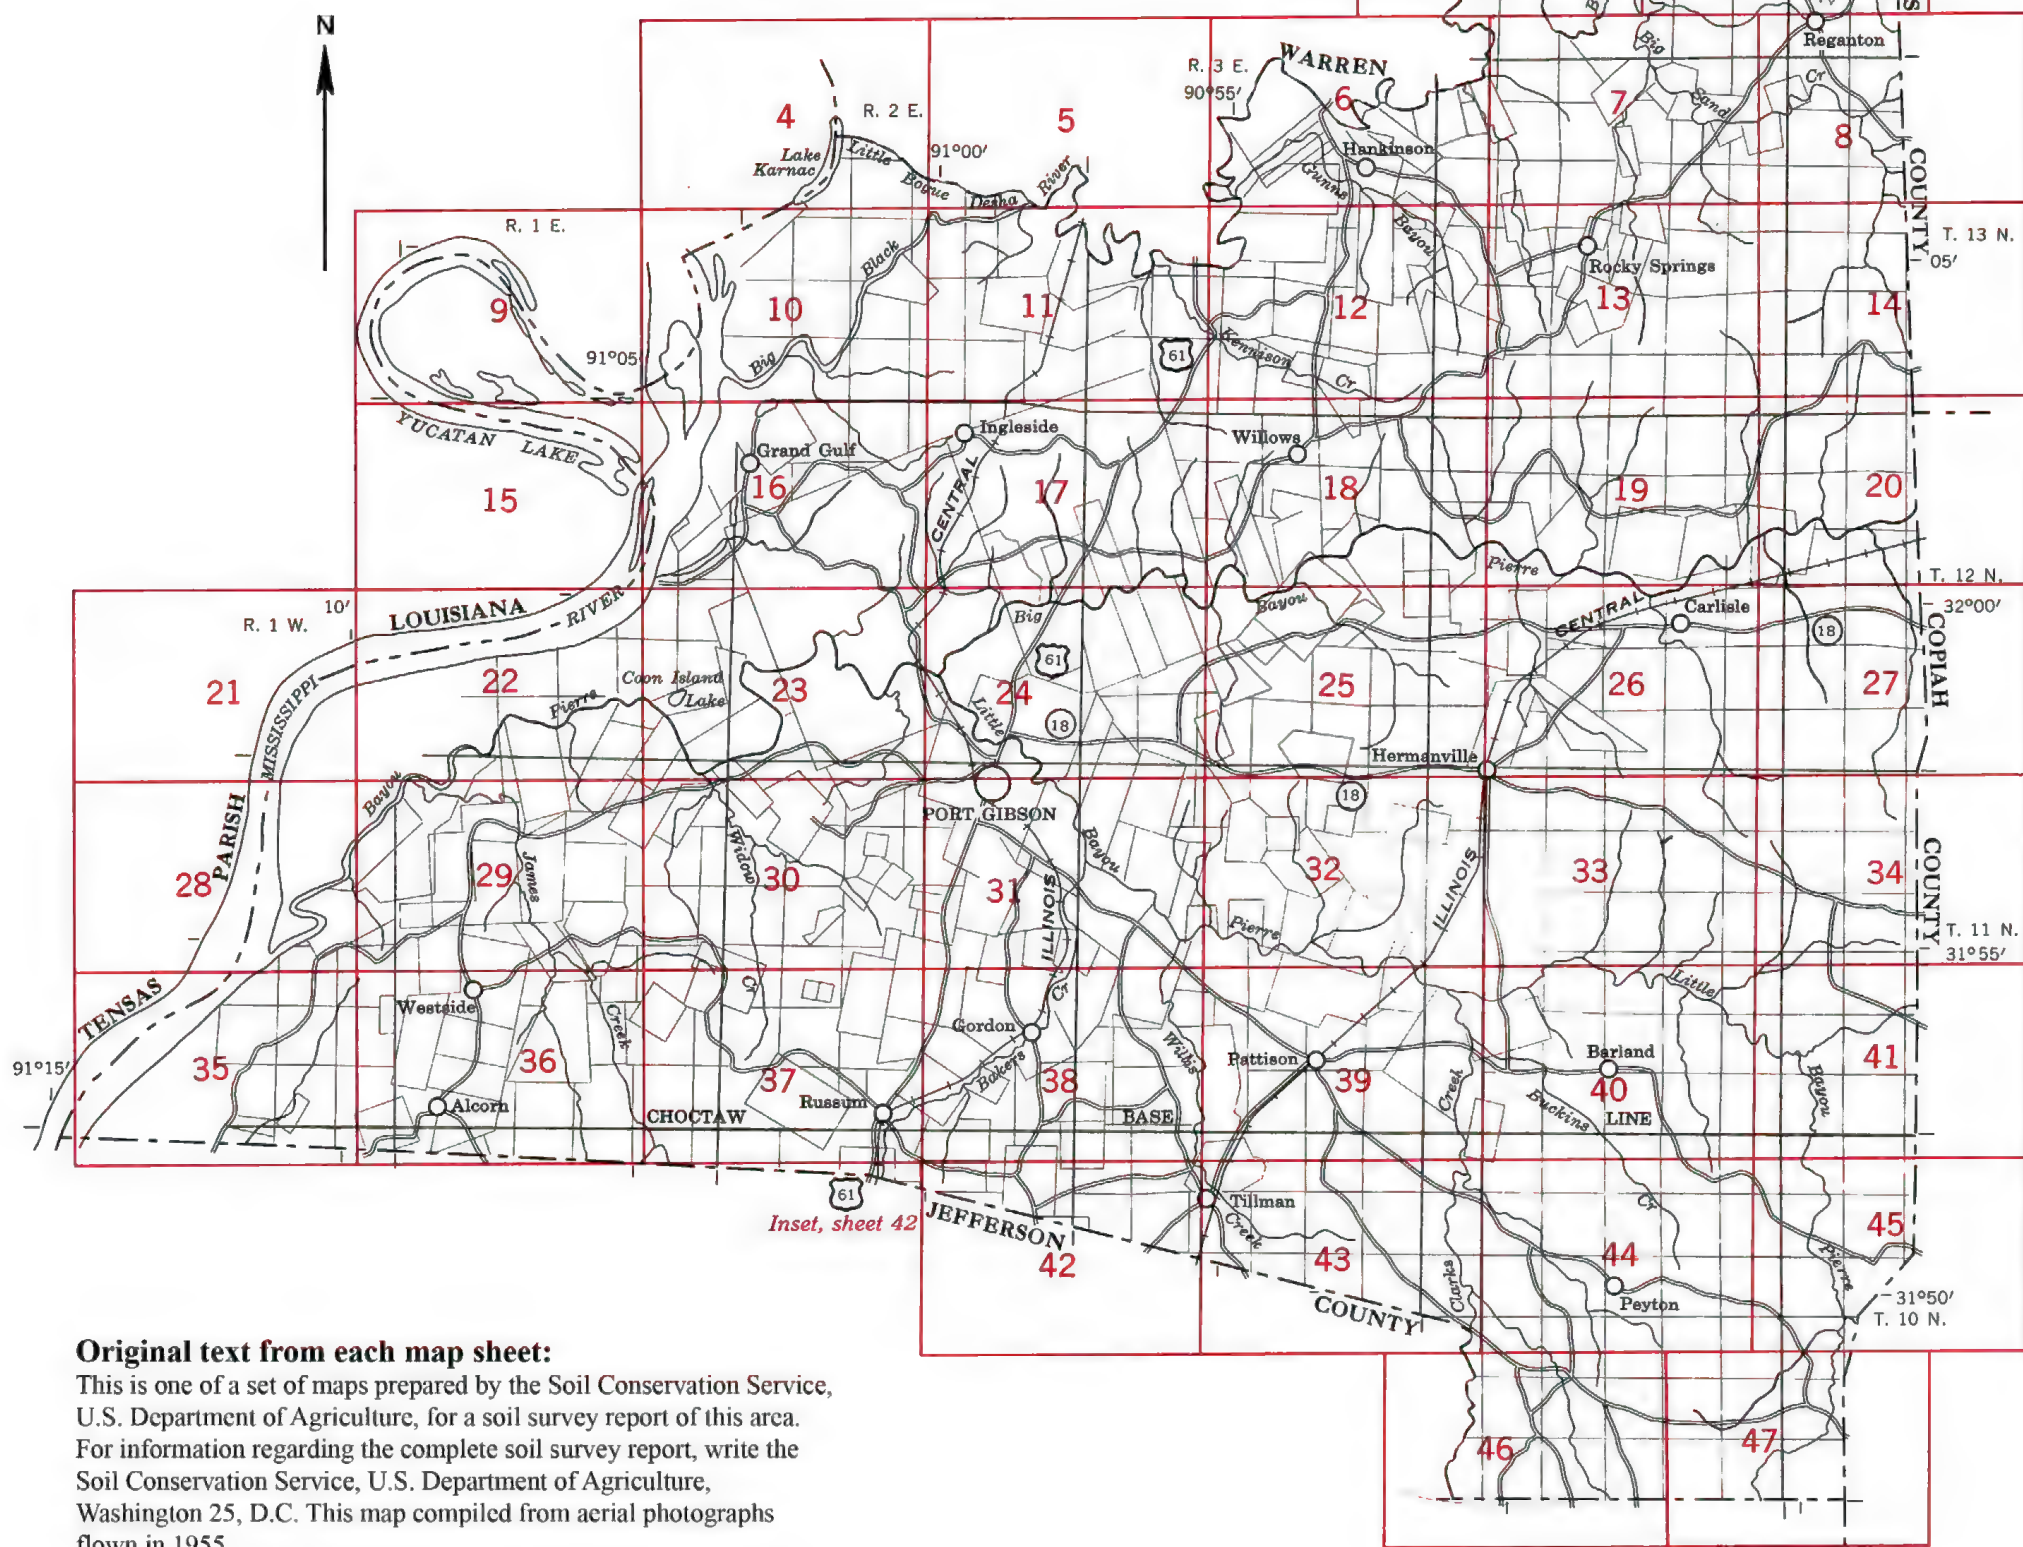 N
Reganton
Big
Sand
Cr
WARREN
R. 3 E.
90°55'
4
R. 2 E.
5
6
7
8
Lake
Karnac
Little
Bogue
Desha
River
91°00'
Hankinson
Gunns
Bayou
COUNTY
T. 13 N.
05'
R. 1 E.
9
10
Black
11
12
Rocky Springs
13
14
91°05'
Big
61
Kennison
Cr
YUCATAN LAKE
Grand Gulf
Ingleside
Willows
15
16
CENTRAL
17
18
19
20
Pierre
T. 12 N.
10'
LOUISIANA
RIVER
R. 1 W.
Big
Bayou
CENTRAL
Carlisle
32°00'
18
COPIAH
21
MISSISSIPPI
22
Pierre
Coon Island
Lake
23
24
61
Little
18
25
26
27
Hermanville
Bayou
PORT GIBSON
18
PARISH
28
29
James
Widow
30
31
ILLINOIS
Bayou
32
Pierre
ILLINOIS
33
34
COUNTY
T. 11 N.
31°55'
TENSAS
Westside
Creek
Cr
Cr
Little
91°15'
35
36
37
Gordon
Bakers
38
Willis
Pattison
39
Creek
Barland
40
41
Bayou
Alcorn
CHOCTAW
Russum
BASE
Buckins
LINE
61
Inset, sheet 42
JEFFERSON
42
Tillman
Creek
43
Clarks
Cr
44
45
Peyton
Pierre
31°50'
T. 10 N.
COUNTY
46
47
Original text from each map sheet:
This is one of a set of maps prepared by the Soil Conservation Service,
U.S. Department of Agriculture, for a soil survey report of this area.
For information regarding the complete soil survey report, write the
Soil Conservation Service, U.S. Department of Agriculture,
Washington 25, D.C. This map compiled from aerial photographs
flown in 1955.